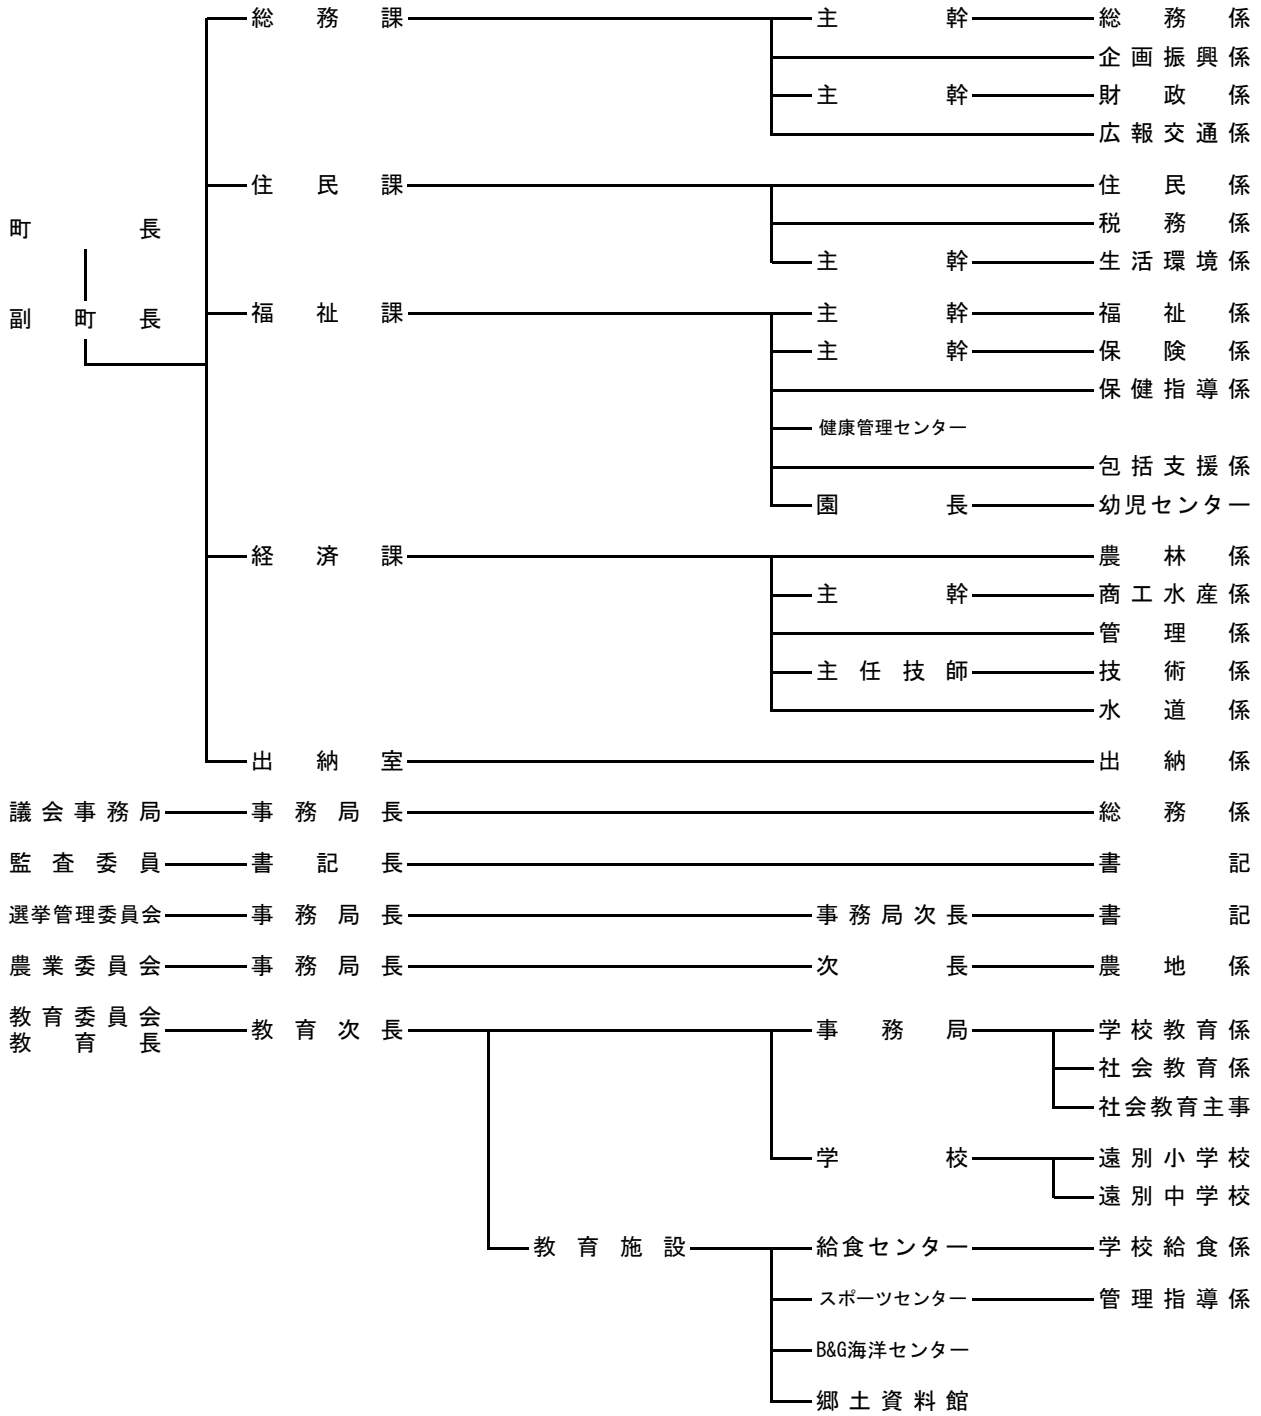 総務課 主幹 総務係
企画振興係
主幹 財政係
広報交通係
住民課 住民係
町長 税務係
主幹 生活環境係
副町長 福祉課 主幹 福祉係
主幹 保険係
保健指導係
健康管理センター
包括支援係
園長 幼児センター
経済課 農林係
主幹 商工水産係
管理係
主任技師 技術係
水道係
出納室 出納係
議会事務局 事務局長 総務係
監査委員 書記長 書記
選挙管理委員会 事務局長 事務局次長 書記
農業委員会 事務局長 次長 農地係
教育委員会
教育長 教育次長 事務局 学校教育係
社会教育係
社会教育主事
学校 遠別小学校
遠別中学校
教育施設 給食センター 学校給食係
スポーツセンター 管理指導係
B&G海洋センター
郷土資料館